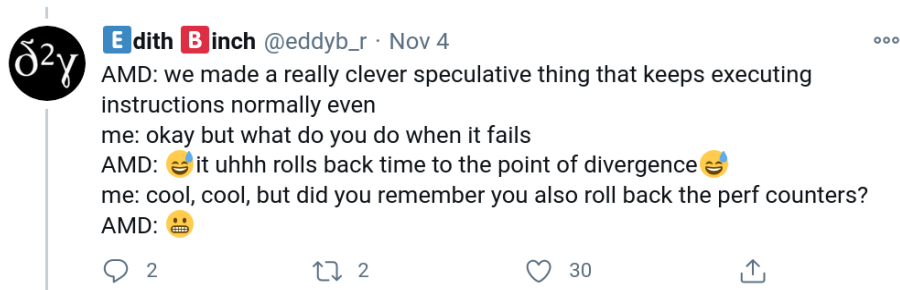 δ²γ
🇪dith 🅱inch @eddyb_r · Nov 4
AMD: we made a really clever speculative thing that keeps executing
instructions normally even
me: okay but what do you do when it fails
AMD: 😅it uhhh rolls back time to the point of divergence😅
me: cool, cool, but did you remember you also roll back the perf counters?
AMD: 😬
2 2 30